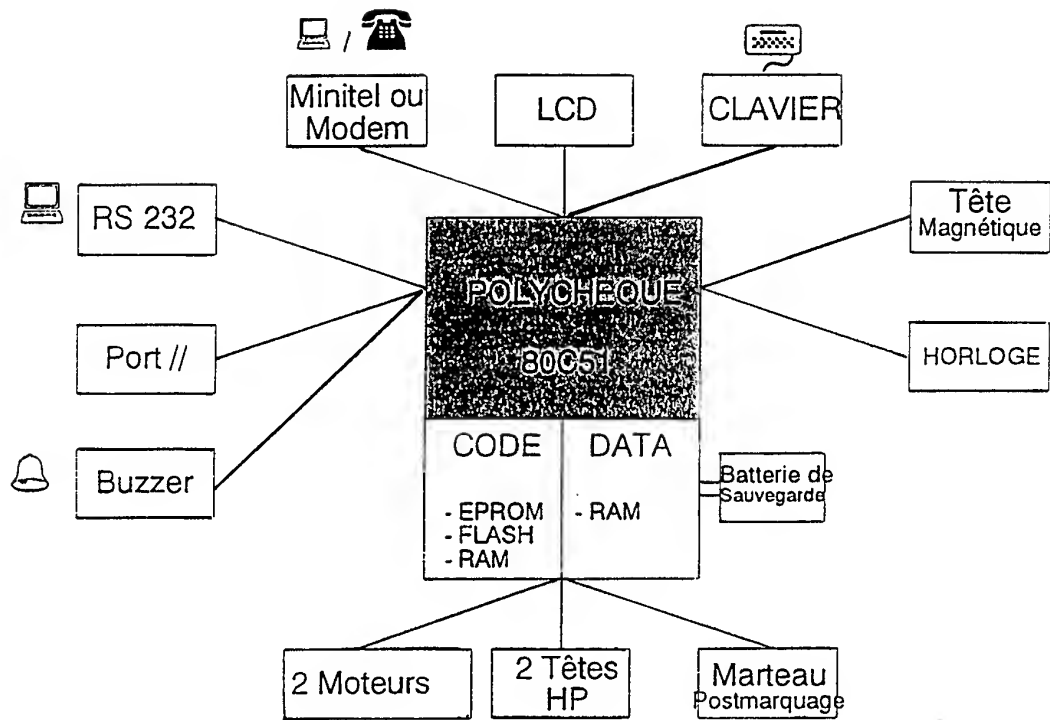 Minitel ou
Modem
LCD
CLAVIER
RS 232
Tête
Magnétique
POLYCHEQUE
80C51
Port //
HORLOGE
Buzzer
CODE
DATA
- EPROM
- FLASH
- RAM
- RAM
Batterie de
Sauvegarde
2 Moteurs
2 Têtes
HP
Marteau
Postmarquage